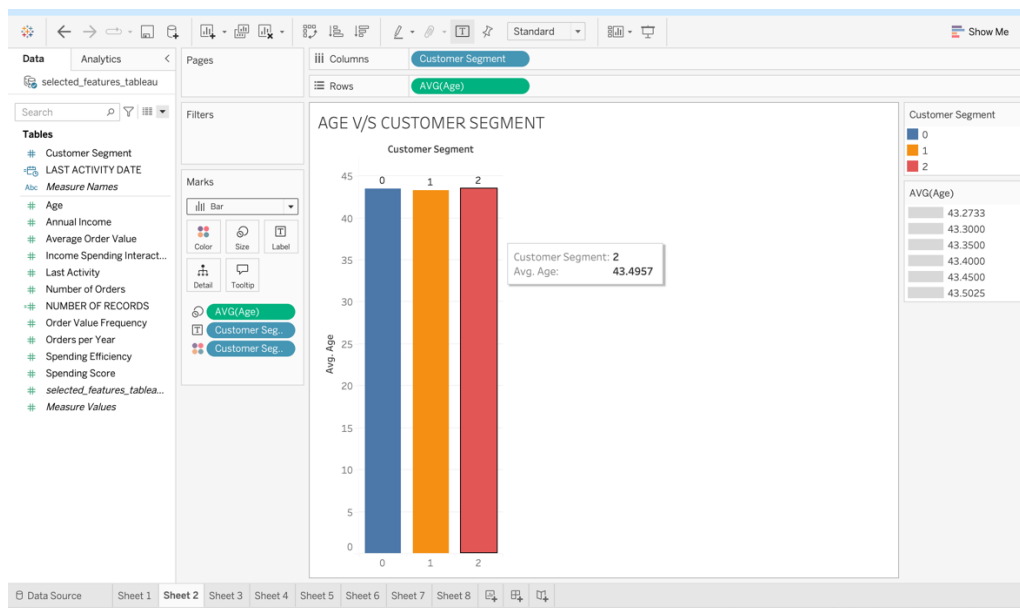 Standard
Show Me
Data
Analytics
selected_features_tableau
Search
Tables
Customer Segment
LAST ACTIVITY DATE
Abc Measure Names
Age
Annual Income
Average Order Value
Income Spending Interact...
Last Activity
Number of Orders
NUMBER OF RECORDS
Order Value Frequency
Orders per Year
Spending Efficiency
Spending Score
selected_features_tablea...
Measure Values
Pages
Filters
Marks
Bar
Color Size Label
Detail Tooltip
AVG(Age)
Customer Seg..
Customer Seg..
Columns
Customer Segment
Rows
AVG(Age)
AGE V/S CUSTOMER SEGMENT
Customer Segment
0 1 2
Avg. Age
45
40
35
30
25
20
15
10
5
0
0 1 2
Customer Segment: 2
Avg. Age: 43.4957
Customer Segment
0
1
2
AVG(Age)
43.2733
43.3000
43.3500
43.4000
43.4500
43.5025
Data Source Sheet 1 Sheet 2 Sheet 3 Sheet 4 Sheet 5 Sheet 6 Sheet 7 Sheet 8